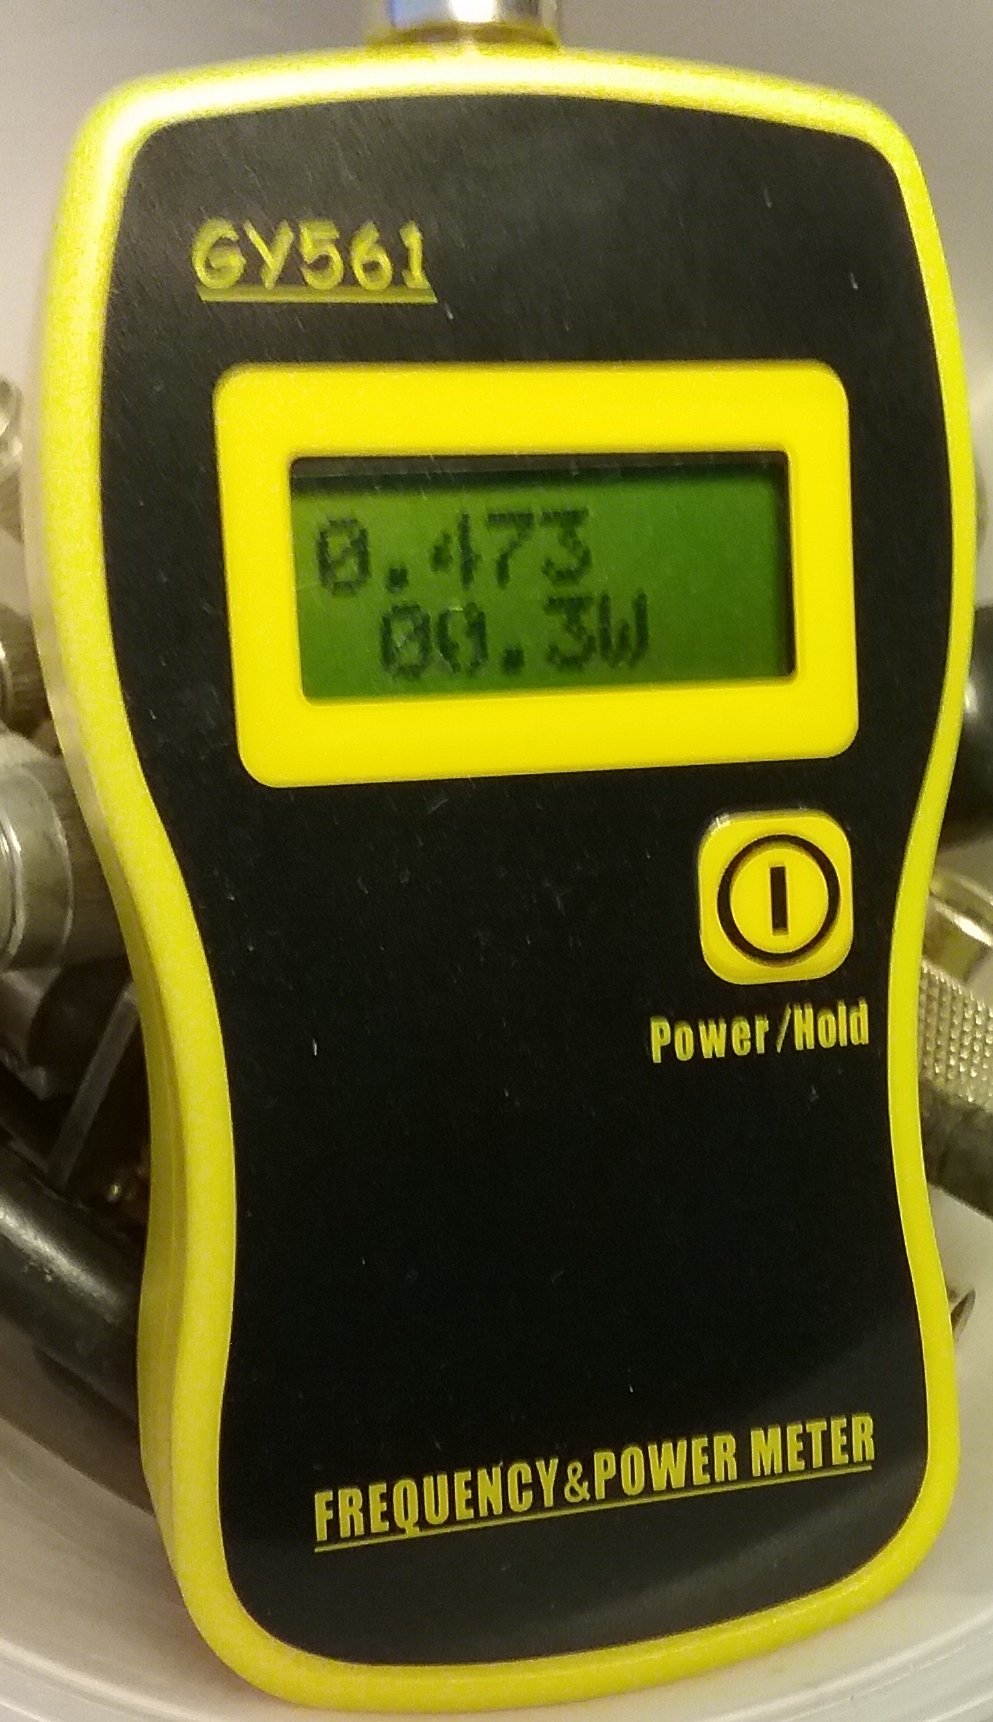 GY561
0.473
00.3W
Power/Hold
FREQUENCY&POWER METER